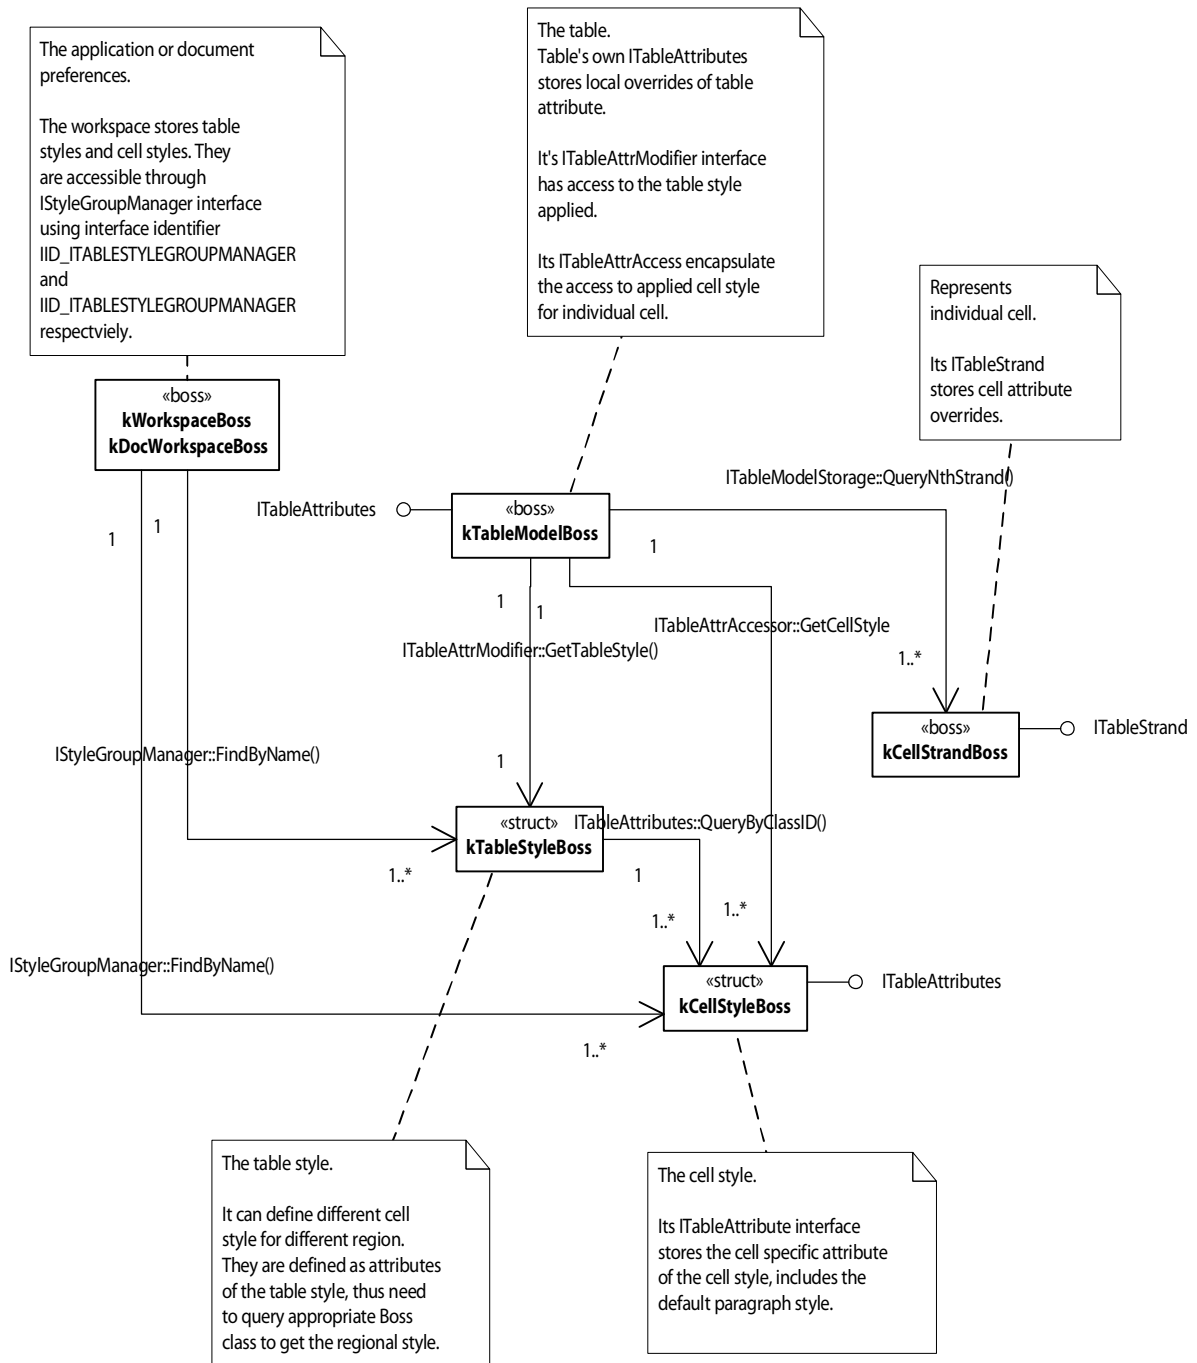 The application or document
preferences.
The workspace stores table
styles and cell styles. They
are accessible through
IStyleGroupManager interface
using interface identifier
IID_ITABLESTYLEGROUPMANAGER
and
IID_ITABLESTYLEGROUPMANAGER
respectviely.
The table.
Table's own ITableAttributes
stores local overrides of table
attribute.
It's ITableAttrModifier interface
has access to the table style
applied.
Its ITableAttrAccess encapsulate
the access to applied cell style
for individual cell.
Represents
individual cell.
Its ITableStrand
stores cell attribute
overrides.
«boss»
kWorkspaceBoss
kDocWorkspaceBoss
ITableModelStorage::QueryNthStrand()
ITableAttributes
«boss»
kTableModelBoss
1
1
1
1
1
ITableAttrAccessor::GetCellStyle
ITableAttrModifier::GetTableStyle()
1..*
«boss»
kCellStrandBoss
ITableStrand
IStyleGroupManager::FindByName()
1
«struct»
kTableStyleBoss
ITableAttributes::QueryByClassID()
1..*
1
1..*
1..*
IStyleGroupManager::FindByName()
«struct»
kCellStyleBoss
ITableAttributes
1..*
The table style.
It can define different cell
style for different region.
They are defined as attributes
of the table style, thus need
to query appropriate Boss
class to get the regional style.
The cell style.
Its ITableAttribute interface
stores the cell specific attribute
of the cell style, includes the
default paragraph style.